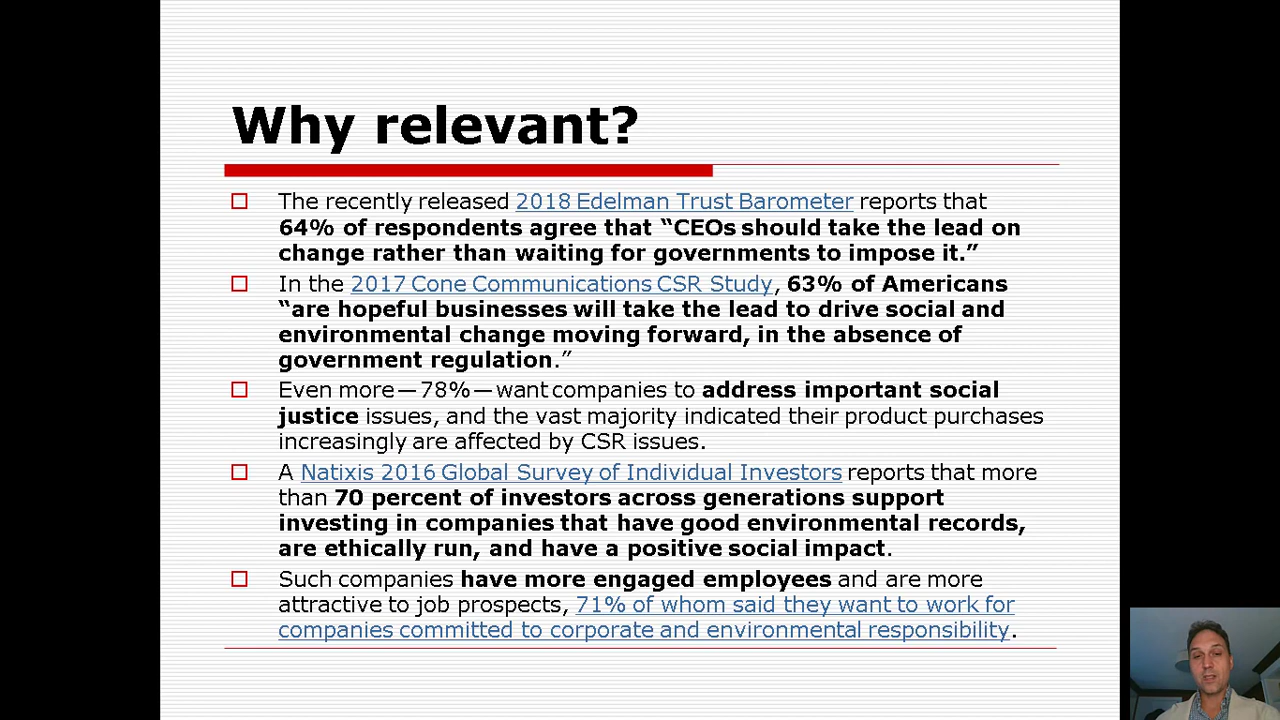 Why relevant?
The recently released 2018 Edelman Trust Barometer reports that
64% of respondents agree that “CEOs should take the lead on
change rather than waiting for governments to impose it.”
In the 2017 Cone Communications CSR Study, 63% of Americans
“are hopeful businesses will take the lead to drive social and
environmental change moving forward, in the absence of
government regulation.”
Even more—78%—want companies to address important social
justice issues, and the vast majority indicated their product purchases
increasingly are affected by CSR issues.
A Natixis 2016 Global Survey of Individual Investors reports that more
than 70 percent of investors across generations support
investing in companies that have good environmental records,
are ethically run, and have a positive social impact.
Such companies have more engaged employees and are more
attractive to job prospects, 71% of whom said they want to work for
companies committed to corporate and environmental responsibility.